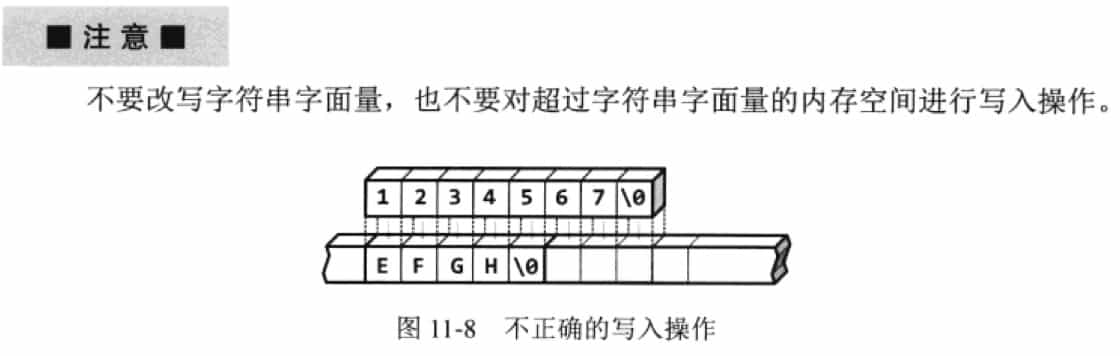 ■ 注 意 ■
不要改写字符串字面量，也不要对超过字符串字面量的内存空间进行写入操作。
1 2 3 4 5 6 7 \0
E F G H \0
图 11-8 不正确的写入操作